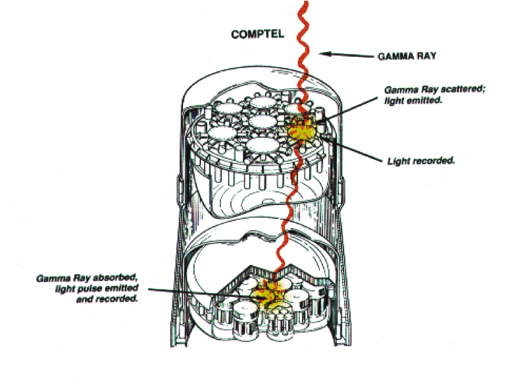 COMPTEL
GAMMA RAY
Gamma Ray scattered;
light emitted.
Light recorded.
Gamma Ray absorbed,
light pulse emitted
and recorded.